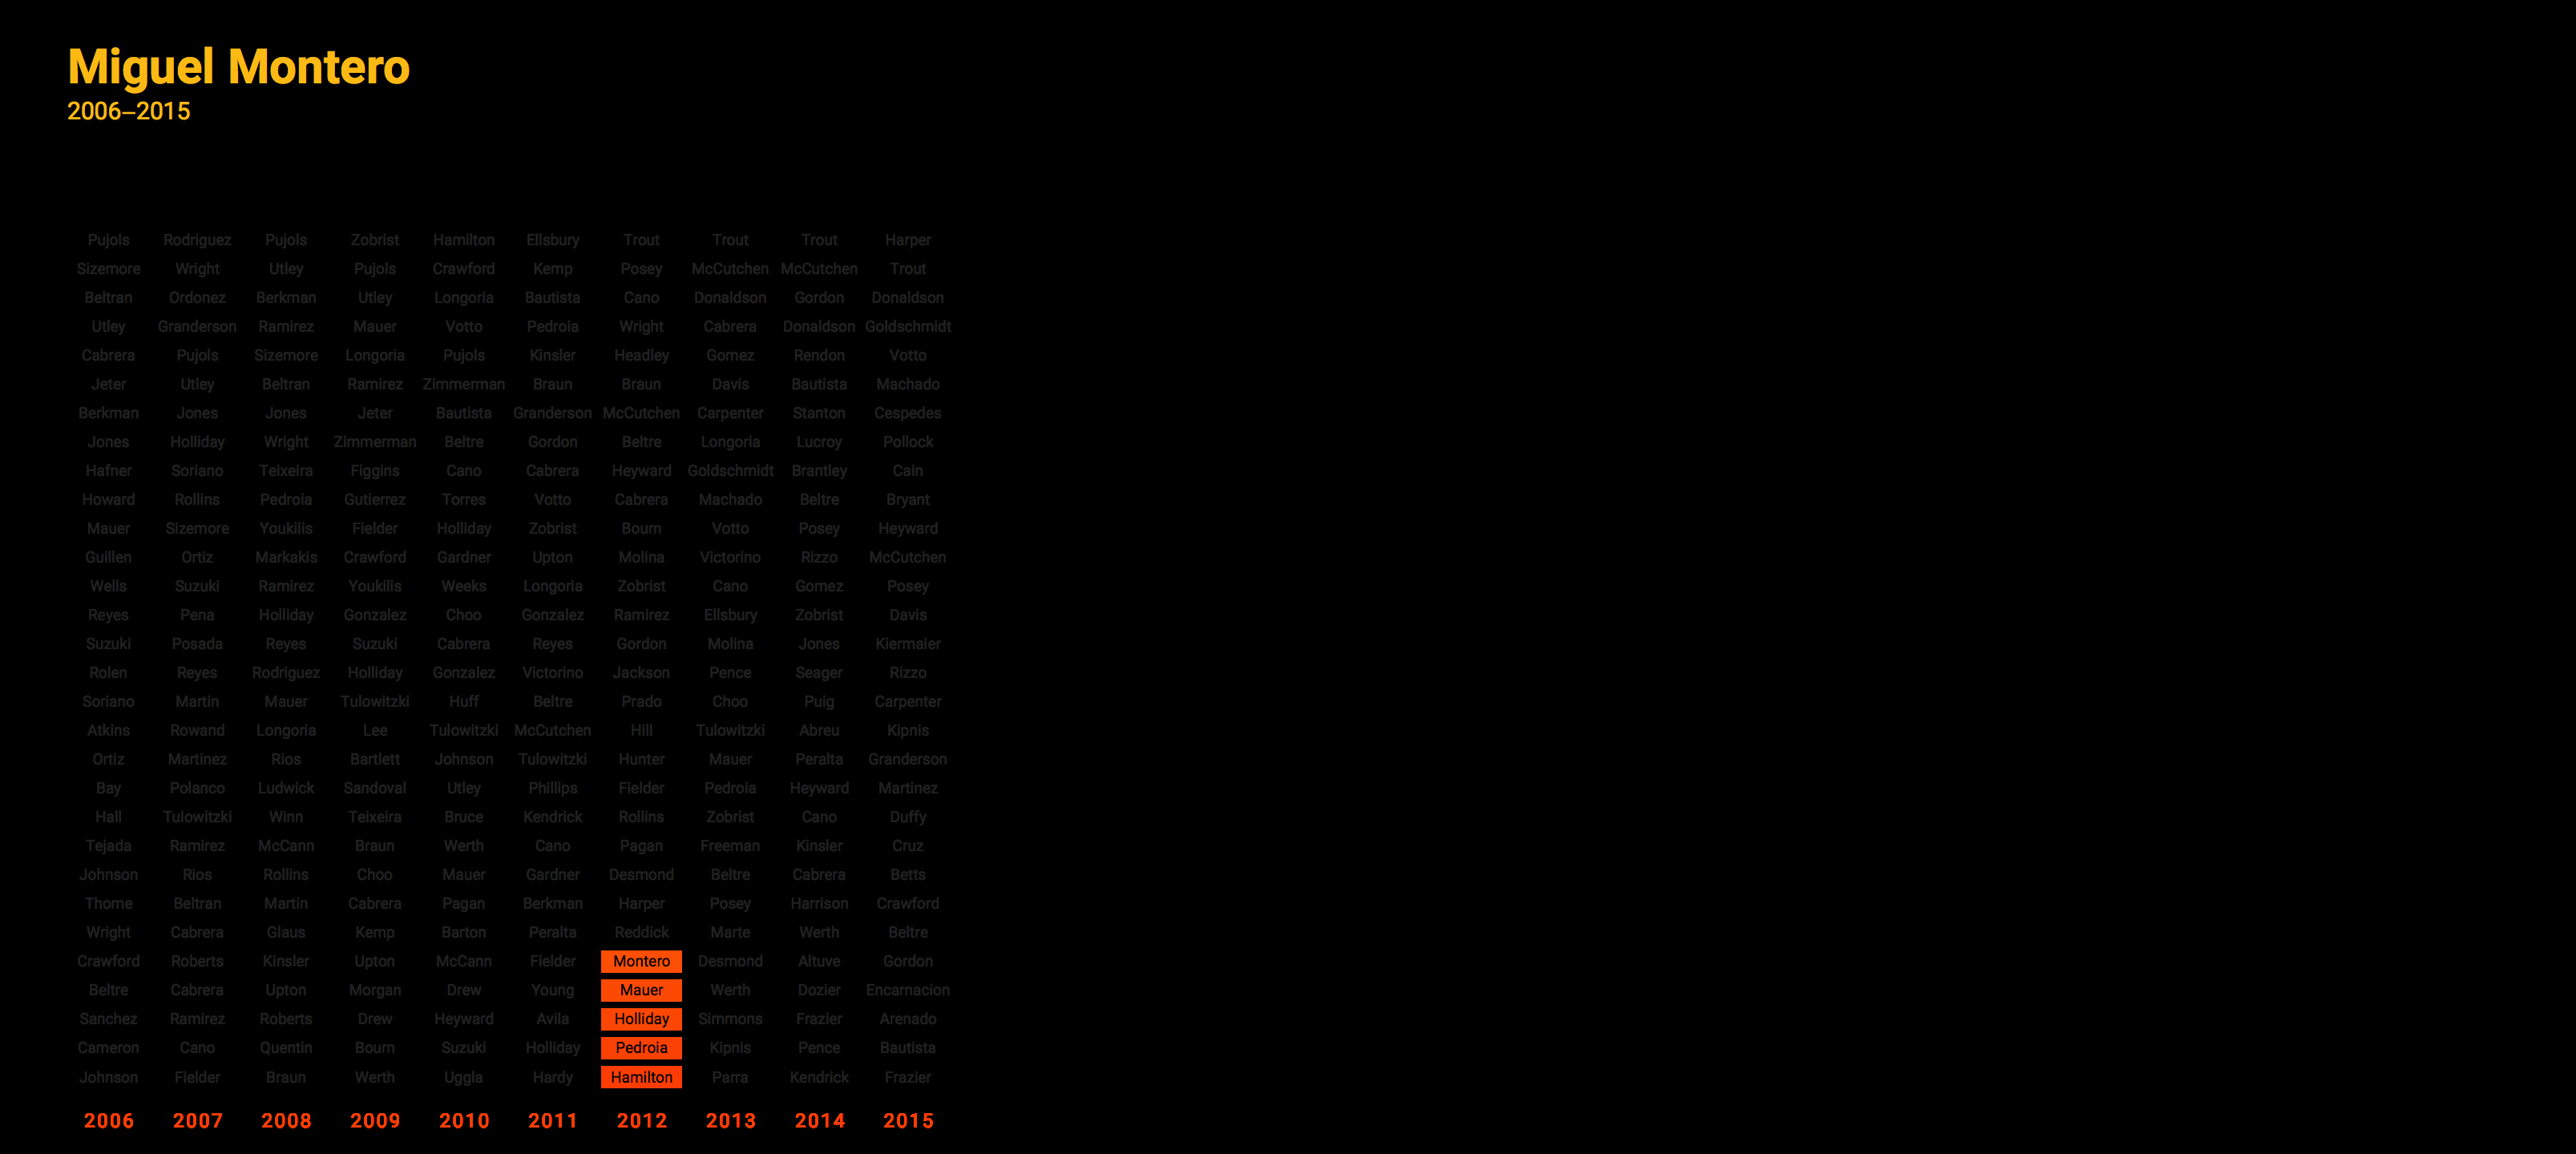 Miguel Montero
2006–2015
Pujols Rodriguez Pujols Zobrist Hamilton Ellsbury Trout Trout Trout Harper
Sizemore Wright Utley Pujols Crawford Kemp Posey McCutchen McCutchen Trout
Beltran Ordonez Berkman Utley Longoria Bautista Cano Donaldson Gordon Donaldson
Utley Granderson Ramirez Mauer Votto Pedroia Wright Cabrera Donaldson Goldschmidt
Cabrera Pujols Sizemore Longoria Pujols Kinsler Headley Gomez Rendon Votto
Jeter Utley Beltran Ramirez Zimmerman Braun Braun Davis Bautista Machado
Berkman Jones Jones Jeter Bautista Granderson McCutchen Carpenter Stanton Cespedes
Jones Holliday Wright Zimmerman Beltre Gordon Beltre Longoria Lucroy Pollock
Hafner Soriano Teixeira Figgins Cano Cabrera Heyward Goldschmidt Brantley Cain
Howard Rollins Pedroia Gutierrez Torres Votto Cabrera Machado Beltre Bryant
Mauer Sizemore Youkilis Fielder Holliday Zobrist Bourn Votto Posey Heyward
Guillen Ortiz Markakis Crawford Gardner Upton Molina Victorino Rizzo McCutchen
Wells Suzuki Ramirez Youkilis Weeks Longoria Zobrist Cano Gomez Posey
Reyes Pena Holliday Gonzalez Choo Gonzalez Ramirez Ellsbury Zobrist Davis
Suzuki Posada Reyes Suzuki Cabrera Reyes Gordon Molina Jones Kiermaier
Rolen Reyes Rodriguez Holliday Gonzalez Victorino Jackson Pence Seager Rizzo
Soriano Martin Mauer Tulowitzki Huff Beltre Prado Choo Puig Carpenter
Atkins Rowand Longoria Lee Tulowitzki McCutchen Hill Tulowitzki Abreu Kipnis
Ortiz Martinez Rios Bartlett Johnson Tulowitzki Hunter Mauer Peralta Granderson
Bay Polanco Ludwick Sandoval Utley Phillips Fielder Pedroia Heyward Martinez
Hall Tulowitzki Winn Teixeira Bruce Kendrick Rollins Zobrist Cano Duffy
Tejada Ramirez McCann Braun Werth Cano Pagan Freeman Kinsler Cruz
Johnson Rios Rollins Choo Mauer Gardner Desmond Beltre Cabrera Betts
Thome Beltran Martin Cabrera Pagan Berkman Harper Posey Harrison Crawford
Wright Cabrera Glaus Kemp Barton Peralta Reddick Marte Werth Beltre
Crawford Roberts Kinsler Upton McCann Fielder Montero Desmond Altuve Gordon
Beltre Cabrera Upton Morgan Drew Young Mauer Werth Dozier Encarnacion
Sanchez Ramirez Roberts Drew Heyward Avila Holliday Simmons Frazier Arenado
Cameron Cano Quentin Bourn Suzuki Holliday Pedroia Kipnis Pence Bautista
Johnson Fielder Braun Werth Uggla Hardy Hamilton Parra Kendrick Frazier
2006 2007 2008 2009 2010 2011 2012 2013 2014 2015